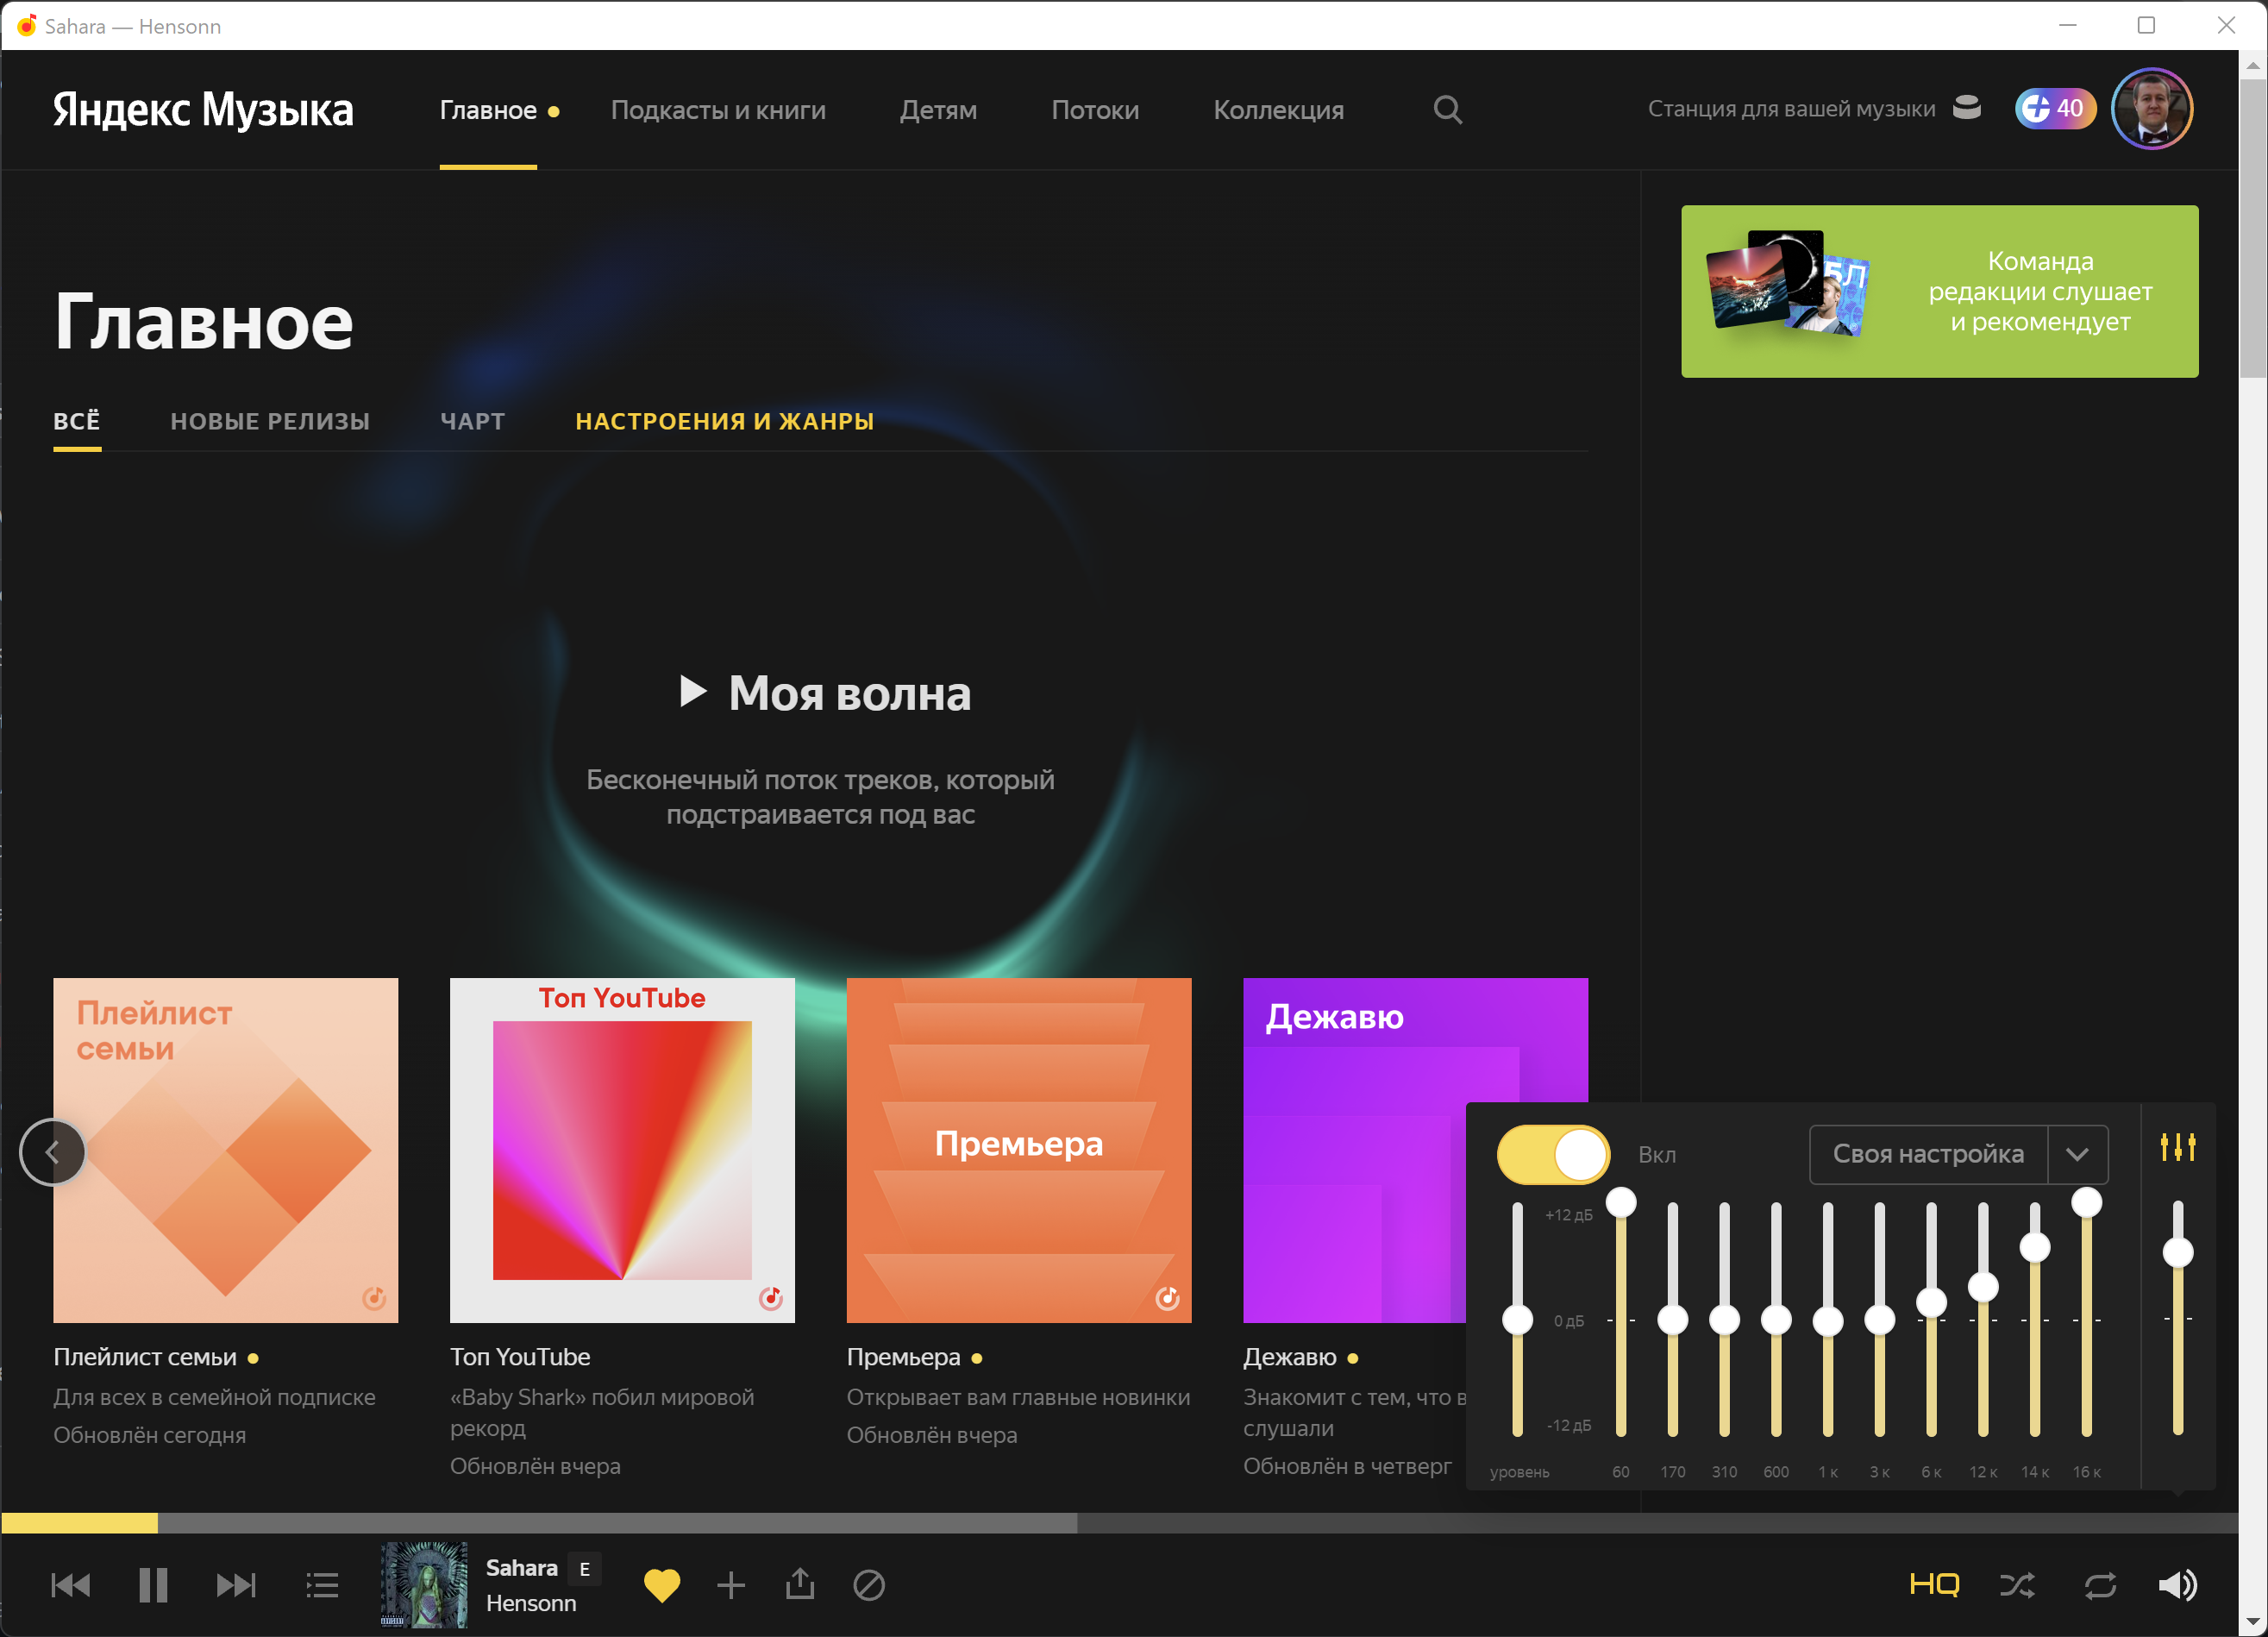 Sahara — Hensonn
Яндекс Музыка
Главное
Подкасты и книги
Детям
Потоки
Коллекция
Станция для вашей музыки
40
Главное
ВСЁ
НОВЫЕ РЕЛИЗЫ
ЧАРТ
НАСТРОЕНИЯ И ЖАНРЫ
Команда
редакции слушает
и рекомендует
БЛ
Моя волна
Бесконечный поток треков, который
подстраивается под вас
Плейлист
семьи
Плейлист семьи
Для всех в семейной подписке
Обновлён сегодня
Топ YouTube
Топ YouTube
«Baby Shark» побил мировой
рекорд
Обновлён вчера
Премьера
Премьера
Открывает вам главные новинки
Обновлён вчера
Дежавю
Дежавю
Знакомит с тем, что в
слушали
Обновлён в четверг
Вкл
Своя настройка
+12 дБ
0 дБ
-12 дБ
уровень
60
170
310
600
1 к
3 к
6 к
12 к
14 к
16 к
Sahara E
Hensonn
HQ